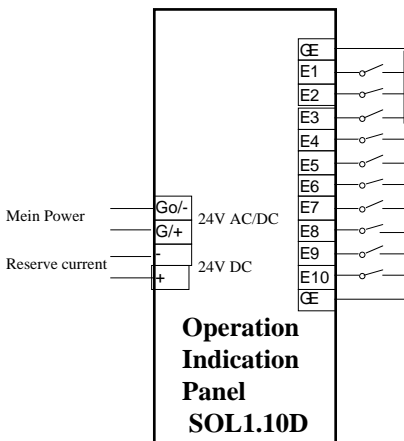 GE
E1
E2
E3
E4
E5
E6
Mein Power
Go/-
24V AC/DC
E7
G/+
E8
Reserve current
-
24V DC
E9
+
E10
GE
Operation
Indication
Panel
SOL1.10D